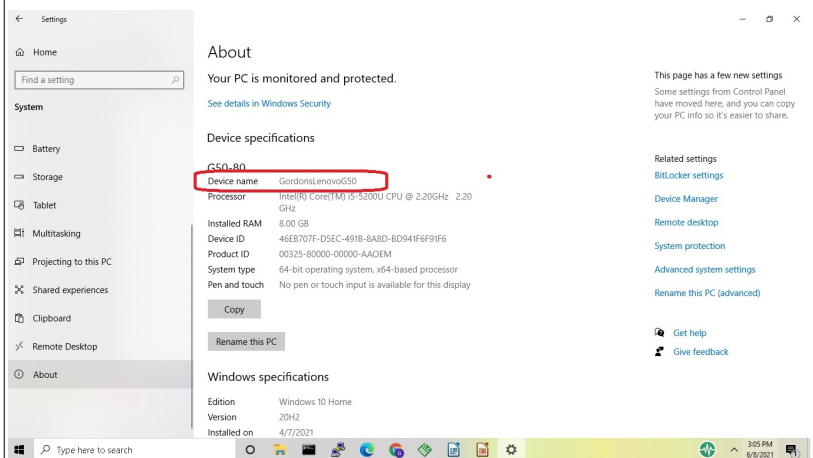 Settings
Home
Find a setting
System
Battery
Storage
Tablet
Multitasking
Projecting to this PC
Shared experiences
Clipboard
Remote Desktop
About
About
Your PC is monitored and protected.
See details in Windows Security
Device specifications
G50-80
Device name GordonsLenovoG50
Processor Intel(R) Core(TM) i5-5200U CPU @ 2.20GHz 2.20
GHz
Installed RAM 8.00 GB
Device ID 46EB707F-D5EC-491B-8A8D-BD941F6F91F6
Product ID 00325-80000-00000-AAOEM
System type 64-bit operating system, x64-based processor
Pen and touch No pen or touch input is available for this display
Copy
Rename this PC
Windows specifications
Edition Windows 10 Home
Version 20H2
Installed on 4/7/2021
This page has a few new settings
Some settings from Control Panel
have moved here, and you can copy
your PC info so it's easier to share.
Related settings
BitLocker settings
Device Manager
Remote desktop
System protection
Advanced system settings
Rename this PC (advanced)
Get help
Give feedback
Type here to search
3:05 PM
6/8/2021